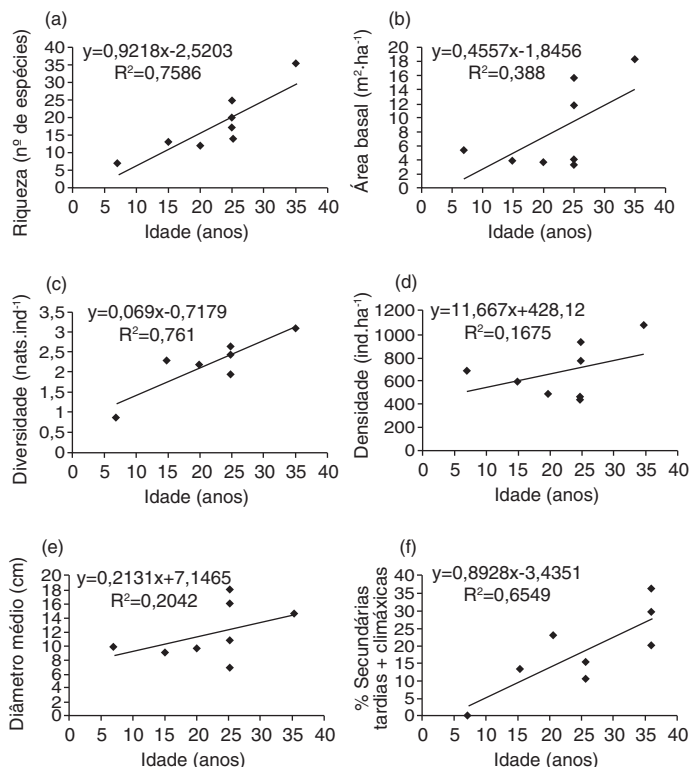 (a)
y=0,9218x-2,5203
R²=0,7586
Riqueza (nº de espécies)
40
35
30
25
20
15
10
5
0
0 5 10 15 20 25 30 35 40
Idade (anos)
(b)
y=0,4557x-1,8456
R²=0,388
Área basal (m²·ha⁻¹)
20
18
16
14
12
10
8
6
4
2
0
0 5 10 15 20 25 30 35 40
Idade (anos)
(c)
y=0,069x-0,7179
R²=0,761
Diversidade (nats.ind⁻¹)
3,5
3
2,5
2
1,5
1
0,5
0
0 5 10 15 20 25 30 35 40
Idade (anos)
(d)
y=11,667x+428,12
R²=0,1675
Densidade (ind.ha⁻¹)
1200
1000
800
600
400
200
0
0 5 10 15 20 25 30 35 40
Idade (anos)
(e)
y=0,2131x+7,1465
R²=0,2042
Diâmetro médio (cm)
20
18
16
14
12
10
8
6
4
2
0
0 5 10 15 20 25 30 35 40
Idade (anos)
(f)
y=0,8928x-3,4351
R²=0,6549
% Secundárias
tardias + climáxicas
40
35
30
25
20
15
10
5
0
0 5 10 15 20 25 30 35 40
Idade (anos)